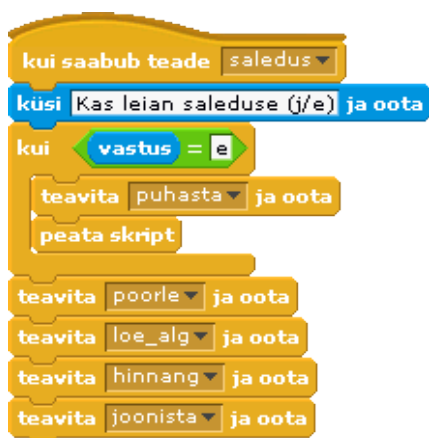 kui saabub teade saledus
küsi Kas leian saleduse (j/e) ja oota
kui vastus = e
teavita puhasta ja oota
peata skript
teavita poorle ja oota
teavita loe_alg ja oota
teavita hinnang ja oota
teavita joonista ja oota